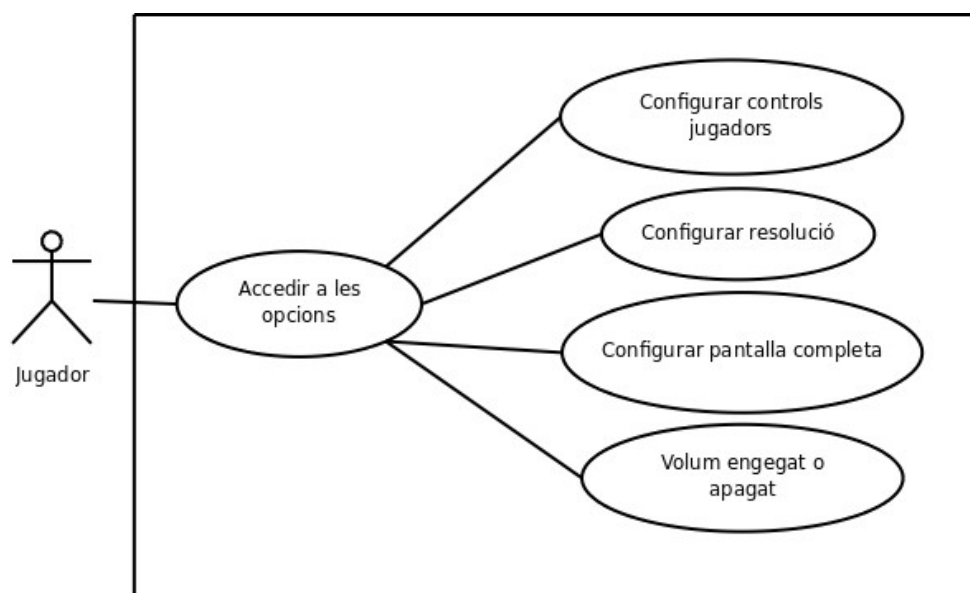 Configurar controls
jugadors
Configurar resolució
Accedir a les
opcions
Configurar pantalla completa
Jugador
Volum engegat o
apagat